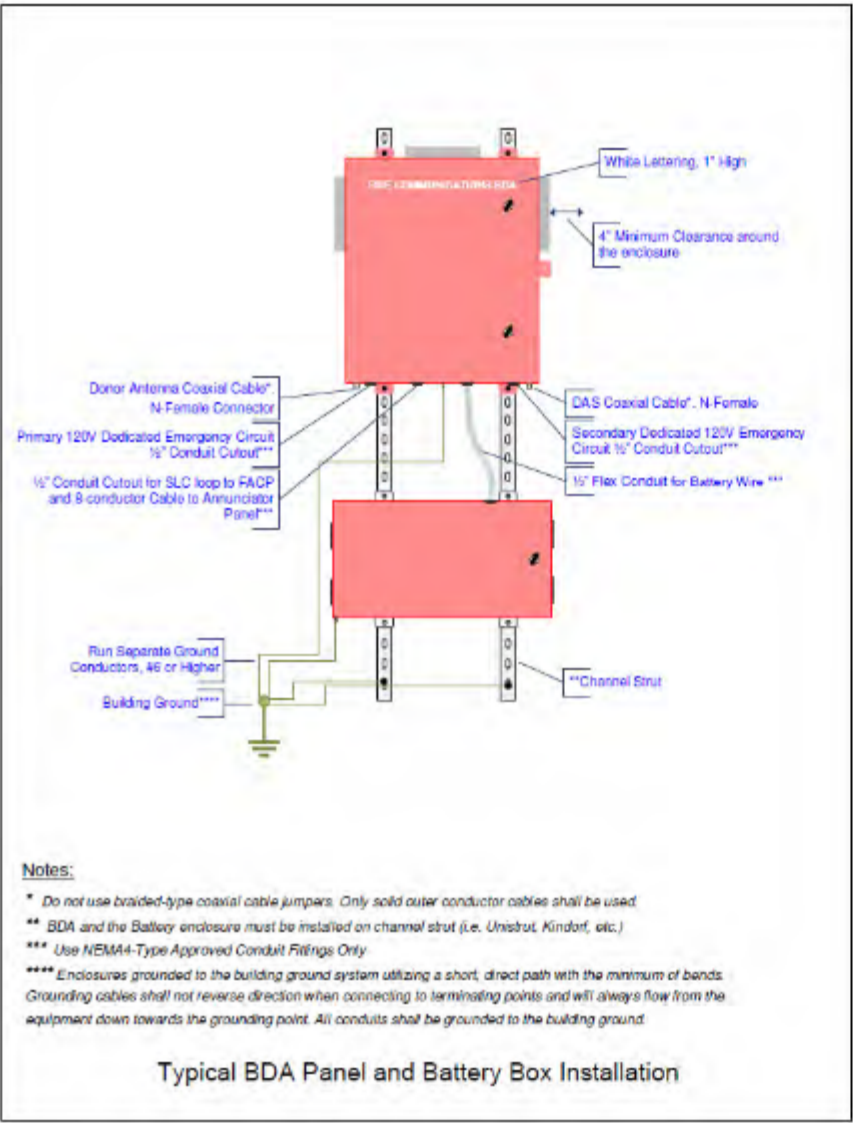 White Lettering, 1" High
FIRE COMMUNICATIONS BDA
4" Minimum Clearance around
the enclosure
Donor Antenna Coaxial Cable*,
N-Female Connector
DAS Coaxial Cable*, N-Female
Primary 120V Dedicated Emergency Circuit
½" Conduit Cutout***
Secondary Dedicated 120V Emergency
Circuit ½" Conduit Cutout***
½" Conduit Cutout for SLC loop to FACP
and 8-conductor Cable to Annunciator
Panel***
½" Flex Conduit for Battery Wire ***
Run Separate Ground
Conductors, #6 or Higher
**Channel Strut
Building Ground****
Notes:
* Do not use braided-type coaxial cable jumpers. Only solid outer conductor cables shall be used.
** BDA and the Battery enclosure must be installed on channel strut (i.e. Unistrut, Kindorf, etc.)
*** Use NEMA4-Type Approved Conduit Fittings Only
**** Enclosures grounded to the building ground system utilizing a short, direct path with the minimum of bends.
Grounding cables shall not reverse direction when connecting to terminating points and will always flow from the
equipment down towards the grounding point. All conduits shall be grounded to the building ground.
Typical BDA Panel and Battery Box Installation